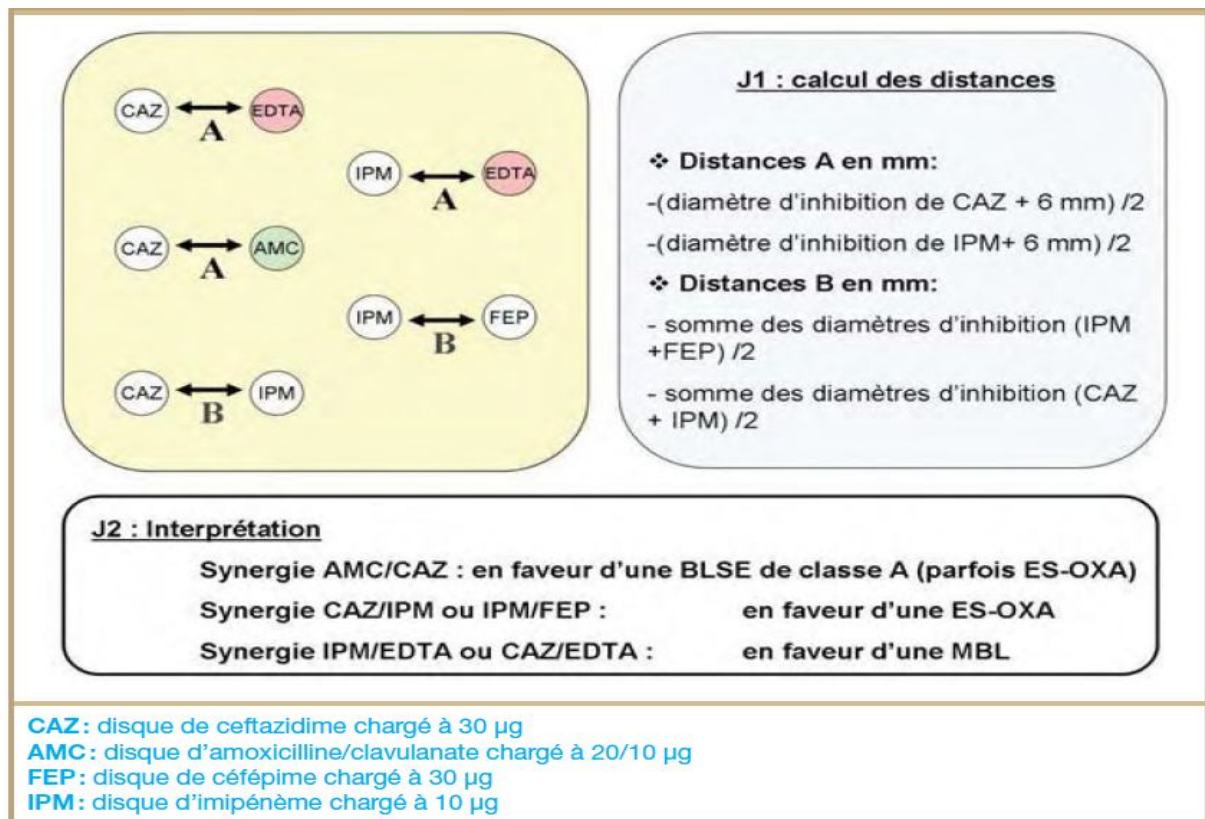 CAZ EDTA
A
IPM EDTA
A
CAZ AMC
A
IPM FEP
B
CAZ IPM
B
J1 : calcul des distances
❖ Distances A en mm:
-(diamètre d'inhibition de CAZ + 6 mm) /2
-(diamètre d'inhibition de IPM+ 6 mm) /2
❖ Distances B en mm:
- somme des diamètres d'inhibition (IPM
+FEP) /2
- somme des diamètres d'inhibition (CAZ
+ IPM) /2
J2 : Interprétation
Synergie AMC/CAZ : en faveur d'une BLSE de classe A (parfois ES-OXA)
Synergie CAZ/IPM ou IPM/FEP : en faveur d'une ES-OXA
Synergie IPM/EDTA ou CAZ/EDTA : en faveur d'une MBL
CAZ : disque de ceftazidime chargé à 30 µg
AMC : disque d'amoxicilline/clavulanate chargé à 20/10 µg
FEP : disque de céfépime chargé à 30 µg
IPM : disque d'imipénème chargé à 10 µg